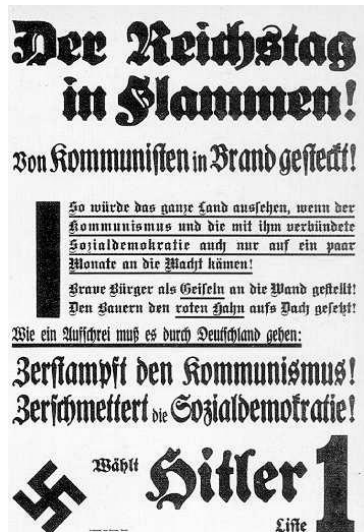 Der Reichstag
in Flammen!
Von Kommunisten in Brand gesteckt!
So würde das ganze Land aussehen, wenn der
Kommunismus und die mit ihm verbündete
Sozialdemokratie auch nur auf ein paar
Monate an die Macht kämen!
Brave Bürger als Geiseln an die Wand gestellt!
Den Bauern den roten Hahn aufs Dach gesetzt!
Wie ein Aufschrei muß es durch Deutschland gehen:
Zerstampft den Kommunismus!
Zerschmettert die Sozialdemokratie!
Wählt Hitler
Liste 1